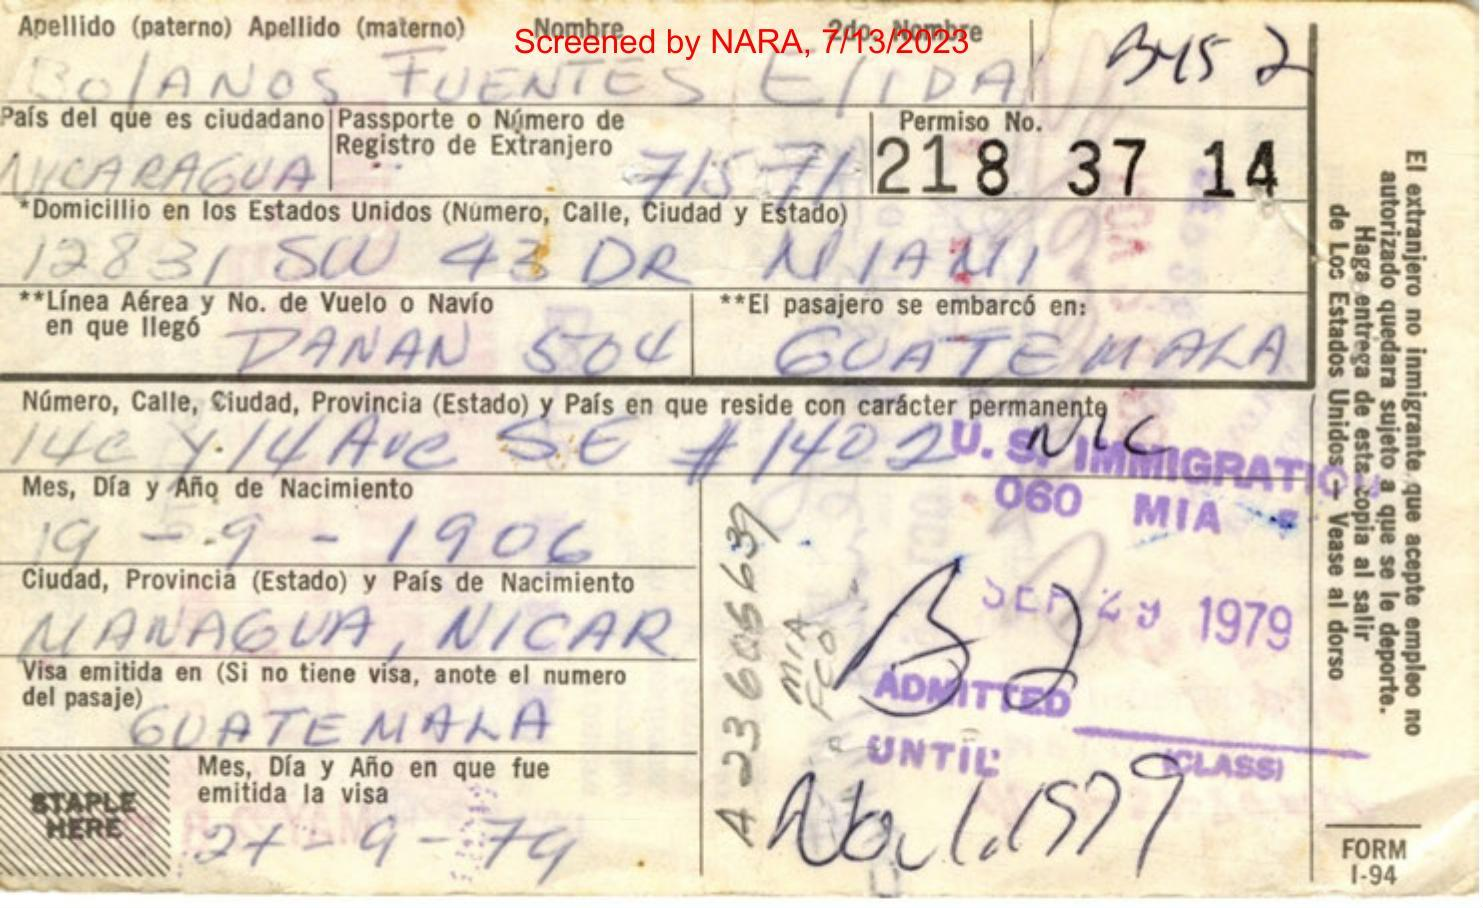 Apellido (paterno) Apellido (materno) Nombre 2do. Nombre
Screened by NARA, 7/13/2023
BOLANOS FUENTES ElIDA
País del que es ciudadano
NICARAGUA
Passporte o Número de
Registro de Extranjero
71571
Permiso No.
218 37 14
*Domicillio en los Estados Unidos (Número, Calle, Ciudad y Estado)
12831 SW 43 DR MIAMI
**Línea Aérea y No. de Vuelo o Navío
en que llegó
PANAN 504
**El pasajero se embarcó en:
GUATEMALA
Número, Calle, Ciudad, Provincia (Estado) y País en que reside con carácter permanente
14c y 14 Ave SE # 1402 NIC
Mes, Día y Año de Nacimiento
19-9-1906
Ciudad, Provincia (Estado) y País de Nacimiento
MANAGUA, NICAR
Visa emitida en (Si no tiene visa, anote el numero
del pasaje)
GUATEMALA
STAPLE
HERE
Mes, Día y Año en que fue
emitida la visa
27-9-79
A 23605639
MIA
U. S. IMMIGRATION
060 MIA
SEP 29 1979
B2
ADMITTED
(CLASS)
UNTIL
Nov 1, 1979
El extranjero no inmigrante que acepte empleo no
autorizado quedara sujeto a que se le deporte.
Haga entrega de esta copia al salir
de Los Estados Unidos — Vease al dorso
FORM
I-94